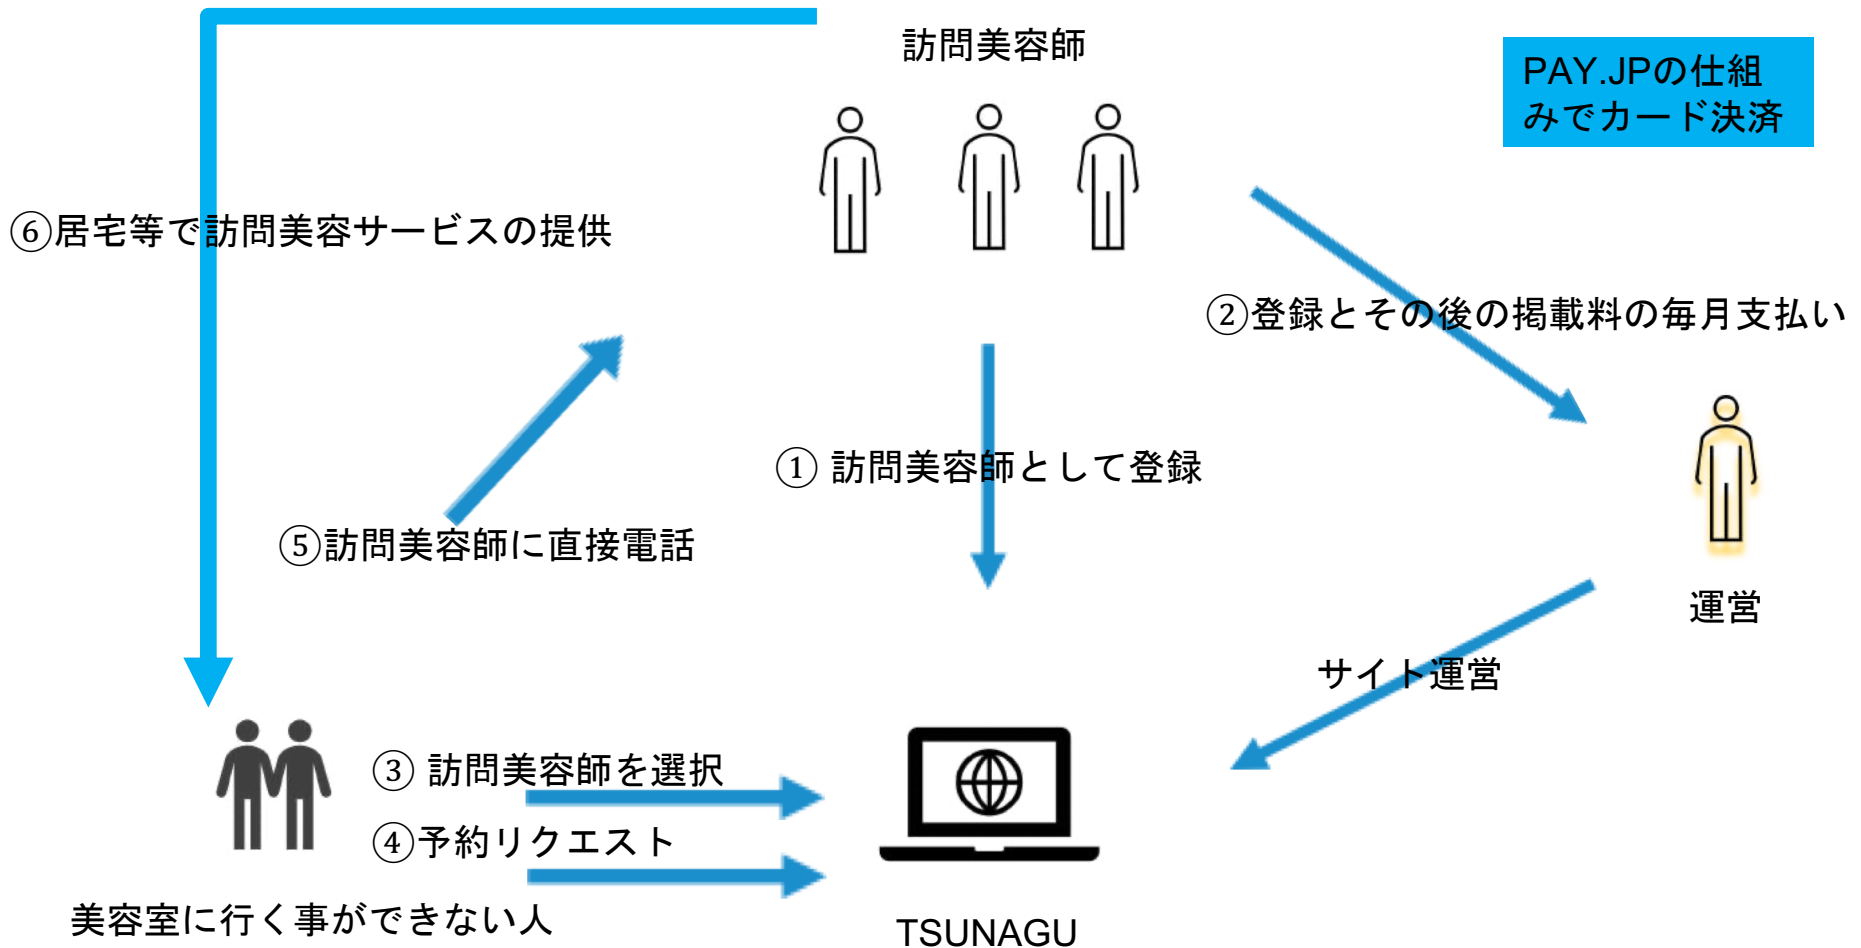 訪問美容師
PAY.JPの仕組
みでカード決済
⑥居宅等で訪問美容サービスの提供
②登録とその後の掲載料の毎月支払い
① 訪問美容師として登録
⑤訪問美容師に直接電話
運営
サイト運営
③ 訪問美容師を選択
④予約リクエスト
美容室に行く事ができない人
TSUNAGU